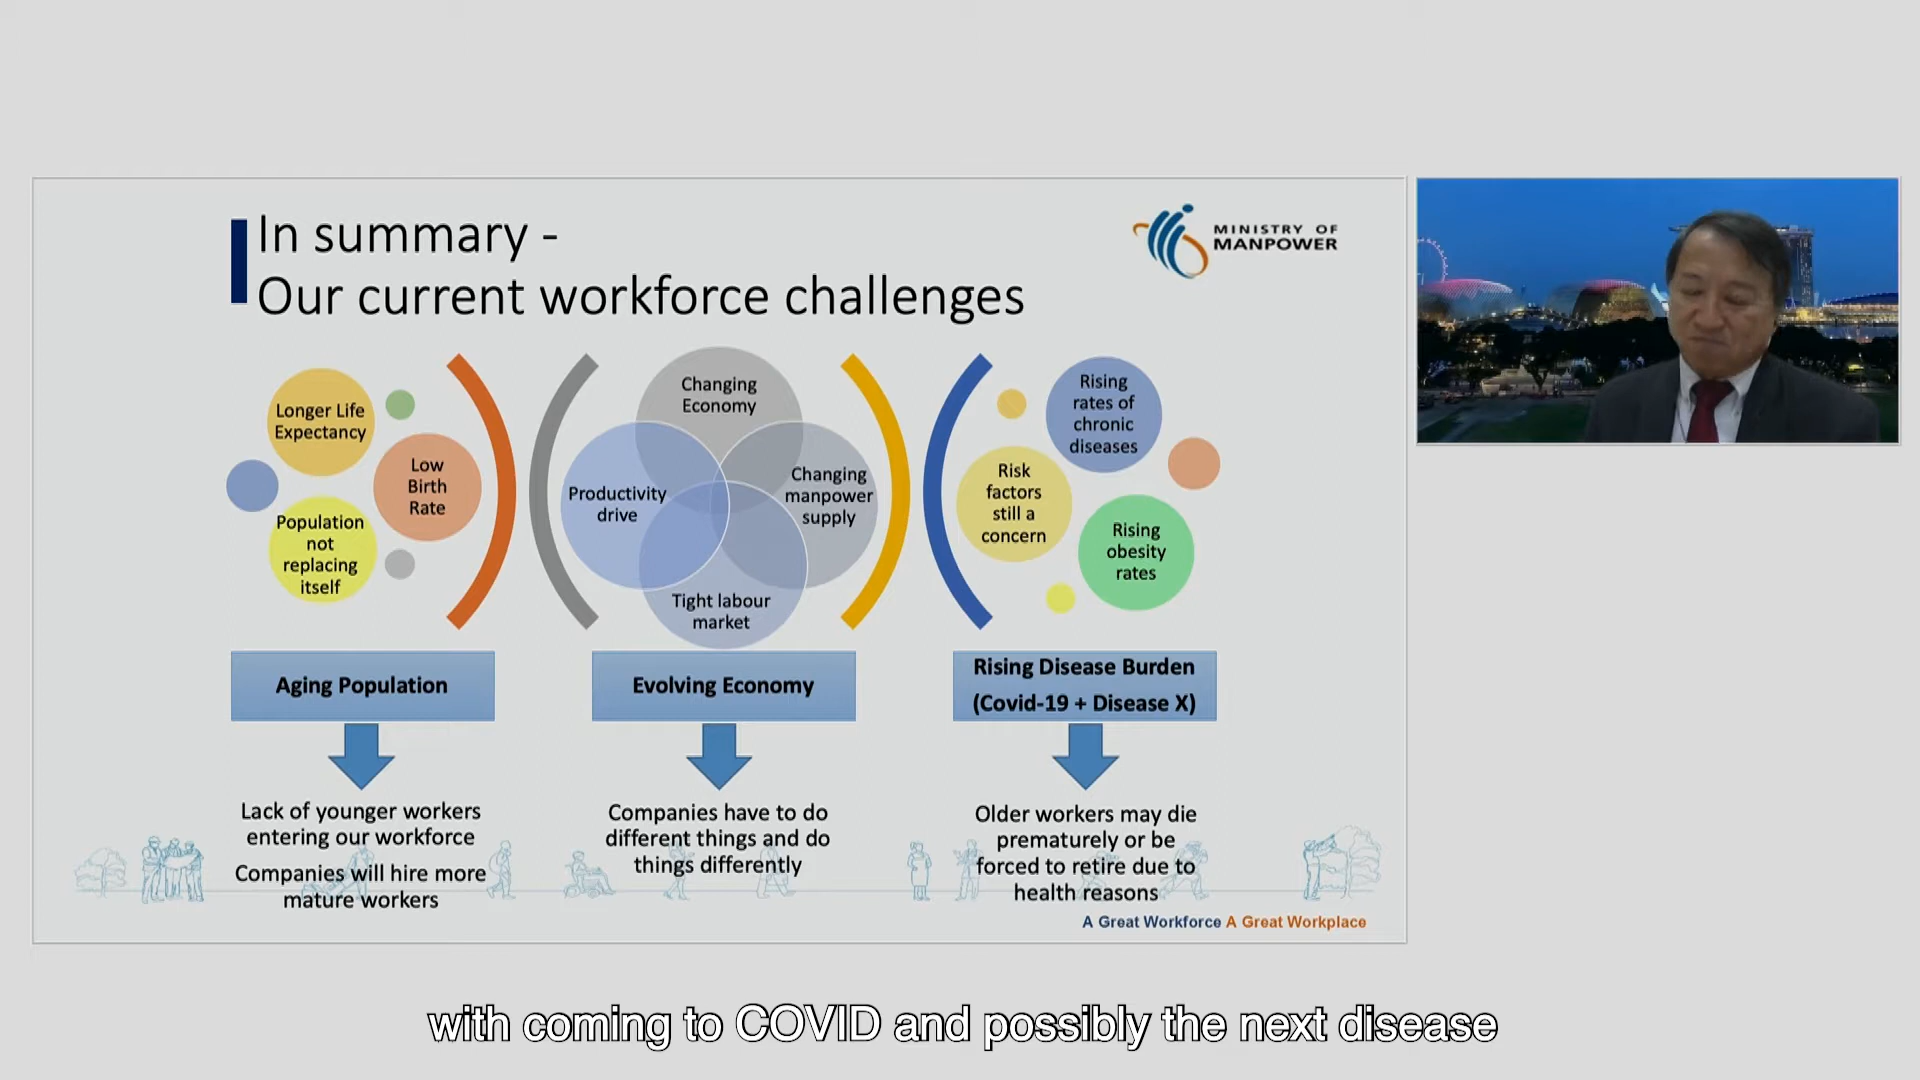 In summary -
Our current workforce challenges
MINISTRY OF
MANPOWER
Longer Life
Expectancy
Low
Birth
Rate
Population
not
replacing
itself
Changing
Economy
Productivity
drive
Changing
manpower
supply
Tight labour
market
Rising
rates of
chronic
diseases
Risk
factors
still a
concern
Rising
obesity
rates
Aging Population
Evolving Economy
Rising Disease Burden
(Covid-19 + Disease X)
Lack of younger workers
entering our workforce
Companies will hire more
mature workers
Companies have to do
different things and do
things differently
Older workers may die
prematurely or be
forced to retire due to
health reasons
A Great Workforce A Great Workplace
with coming to COVID and possibly the next disease